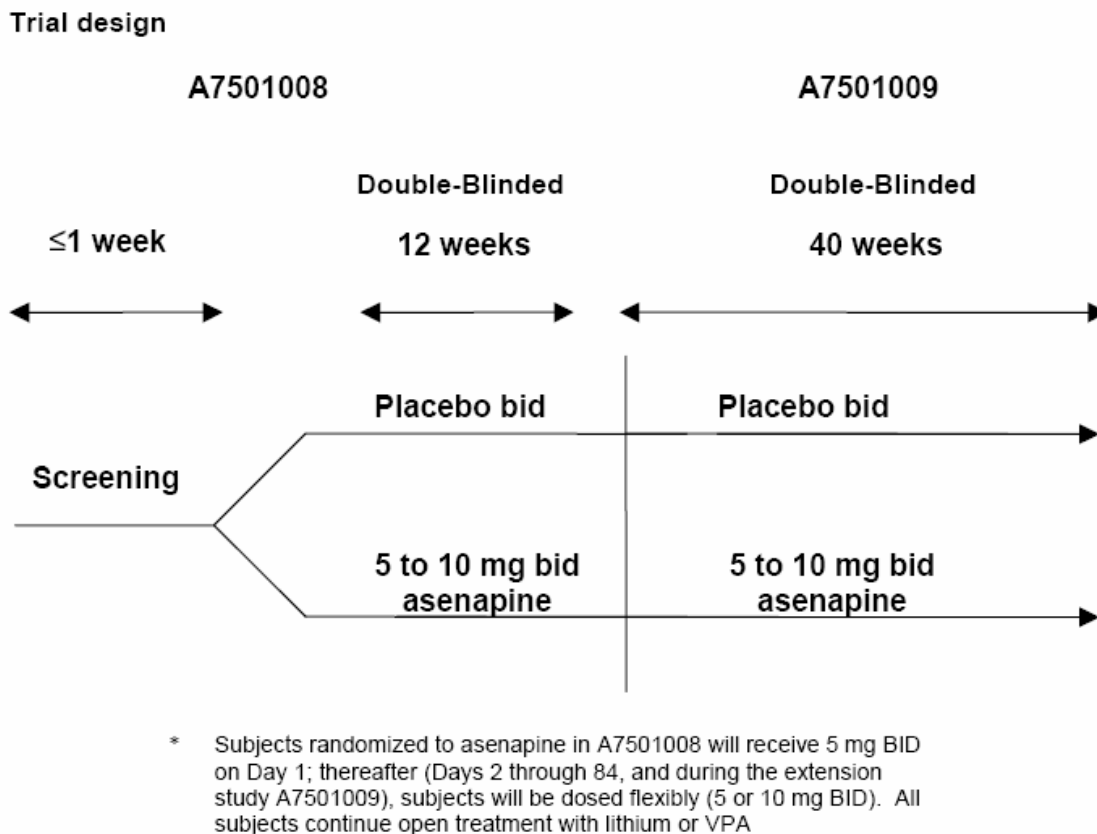 Trial design
A7501008
A7501009
Double-Blinded
Double-Blinded
≤1 week
12 weeks
40 weeks
Placebo bid
Placebo bid
Screening
5 to 10 mg bid
asenapine
5 to 10 mg bid
asenapine
* Subjects randomized to asenapine in A7501008 will receive 5 mg BID
on Day 1; thereafter (Days 2 through 84, and during the extension
study A7501009), subjects will be dosed flexibly (5 or 10 mg BID). All
subjects continue open treatment with lithium or VPA